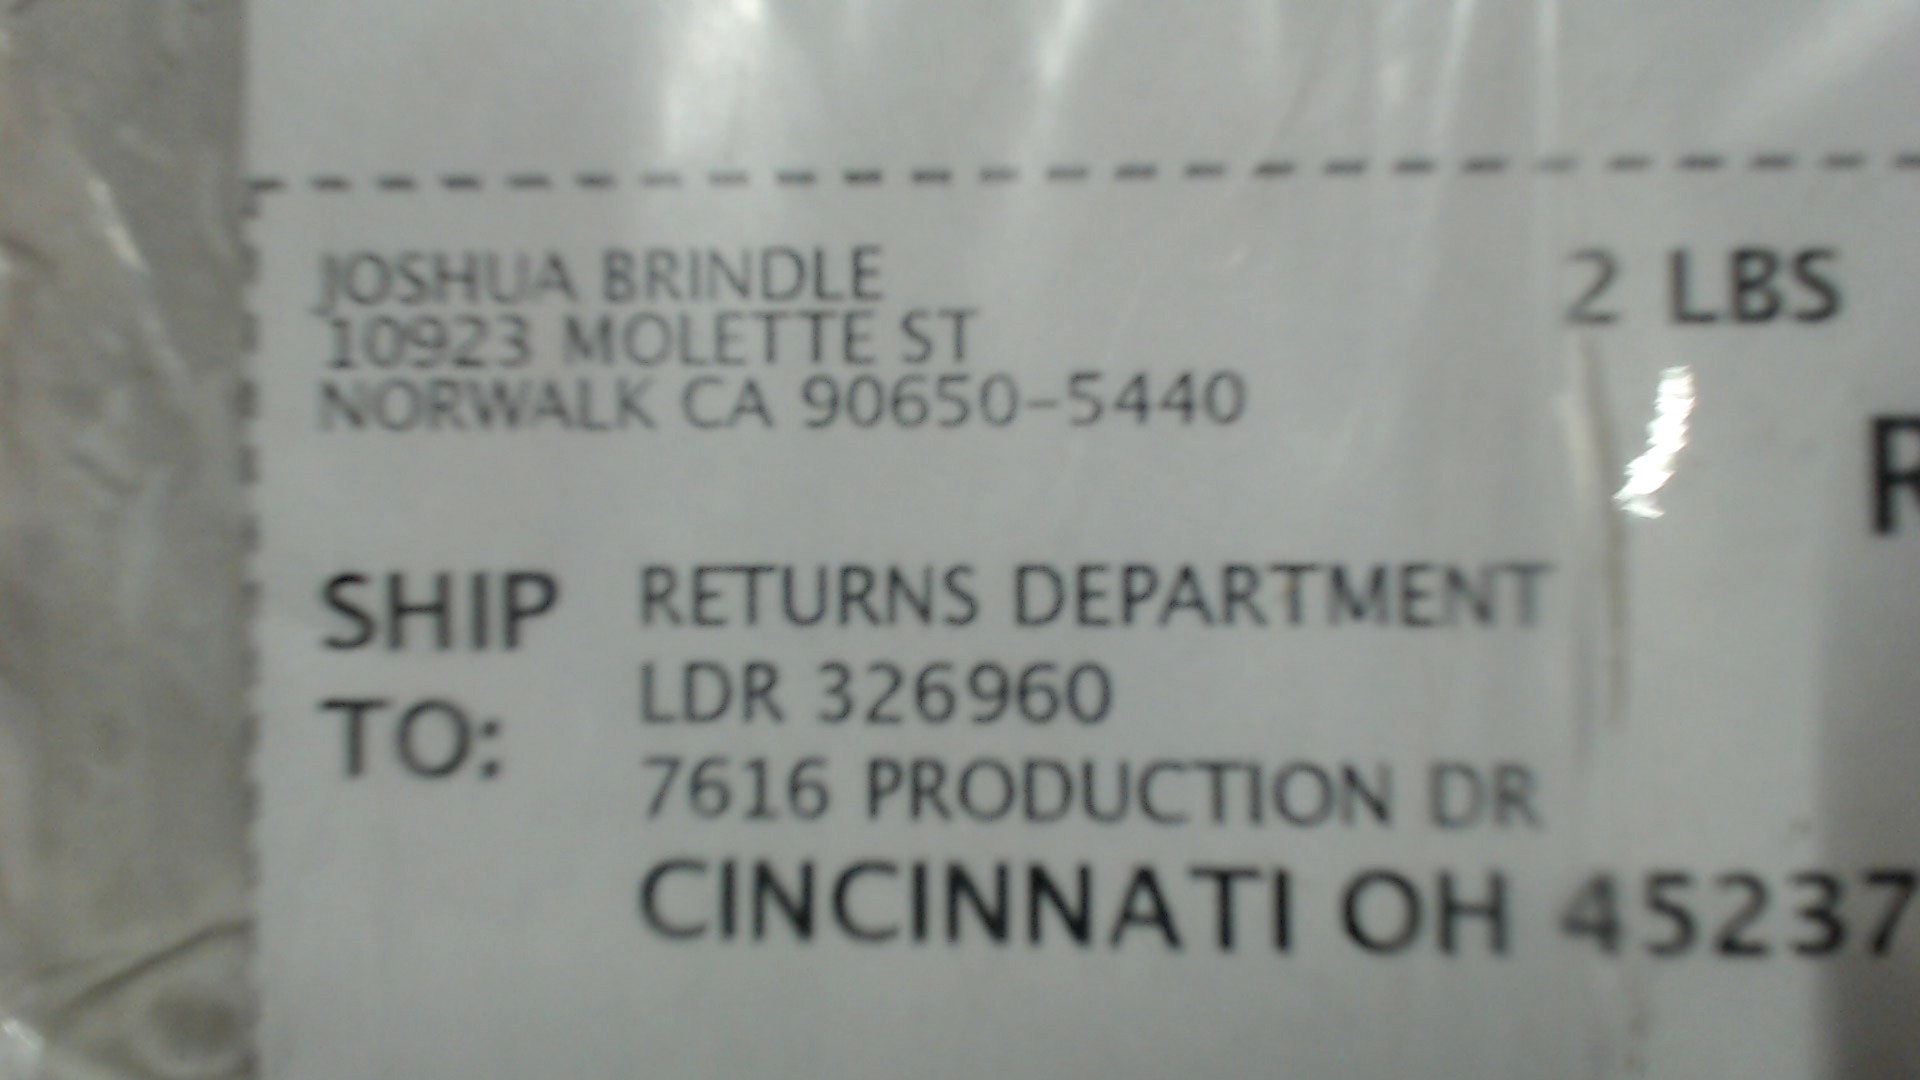 JOSHUA BRINDLE
2 LBS
10923 MOLETTE ST
NORWALK CA 90650-5440
R
SHIP TO:
RETURNS DEPARTMENT
LDR 326960
7616 PRODUCTION DR
CINCINNATI OH 45237